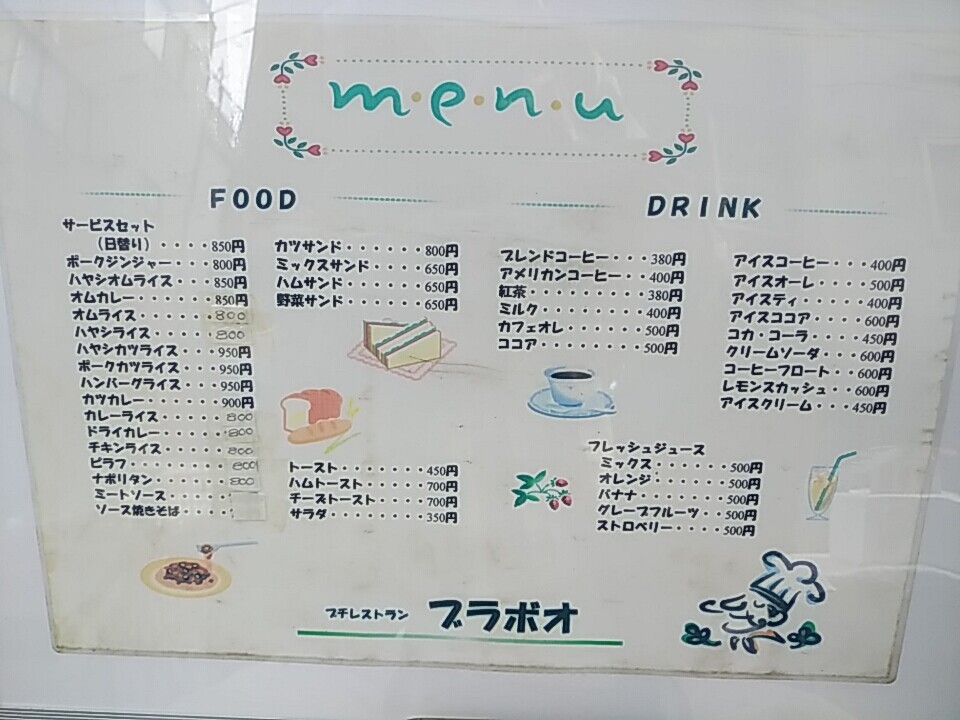 m・e・n・u
FOOD
サービスセット
(日替り)・・・・850円
ポークジンジャー・・・・800円
ハヤシオムライス・・・・850円
オムカレー・・・・・・850円
オムライス・・・・・800
ハヤシライス・・・・・800
ハヤシカツライス・・・950円
ポークカツライス・・・950円
ハンバーグライス・・・950円
カツカレー・・・・・900円
カレーライス・・・・・800
ドライカレー・・・・・800
チキンライス・・・・・800
ピラフ・・・・・・・800
ナポリタン・・・・・800
ミートソース・・・・・
ソース焼きそば・・・・
カツサンド・・・・・・800円
ミックスサンド・・・・650円
ハムサンド・・・・・・650円
野菜サンド・・・・・・650円
トースト・・・・・・・450円
ハムトースト・・・・・700円
チーズトースト・・・・700円
サラダ・・・・・・・・350円
DRINK
ブレンドコーヒー・・・380円
アメリカンコーヒー・・400円
紅茶・・・・・・・・380円
ミルク・・・・・・・400円
カフェオレ・・・・・500円
ココア・・・・・・・500円
アイスコーヒー・・・400円
アイスオーレ・・・・500円
アイスティ・・・・・400円
アイスココア・・・・600円
コカ・コーラ・・・・450円
クリームソーダ・・・600円
コーヒーフロート・・600円
レモンスカッシュ・・600円
アイスクリーム・・・450円
フレッシュジュース
ミックス・・・・・・500円
オレンジ・・・・・・500円
バナナ・・・・・・・500円
グレープフルーツ・・500円
ストロベリー・・・・500円
プチレストラン ブラボオ